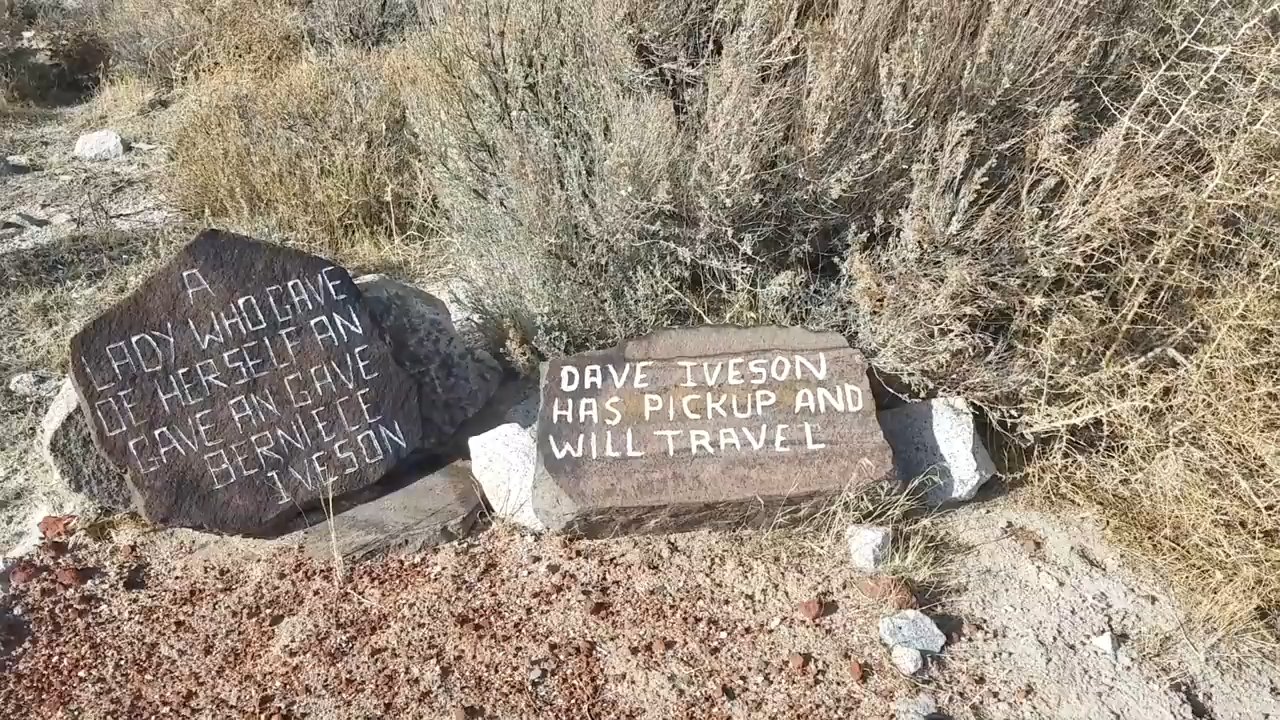 A
LADY WHO GAVE
OF HERSELF AN
GAVE AN GAVE
BERNIECE
IVESON
DAVE IVESON
HAS PICKUP AND
WILL TRAVEL